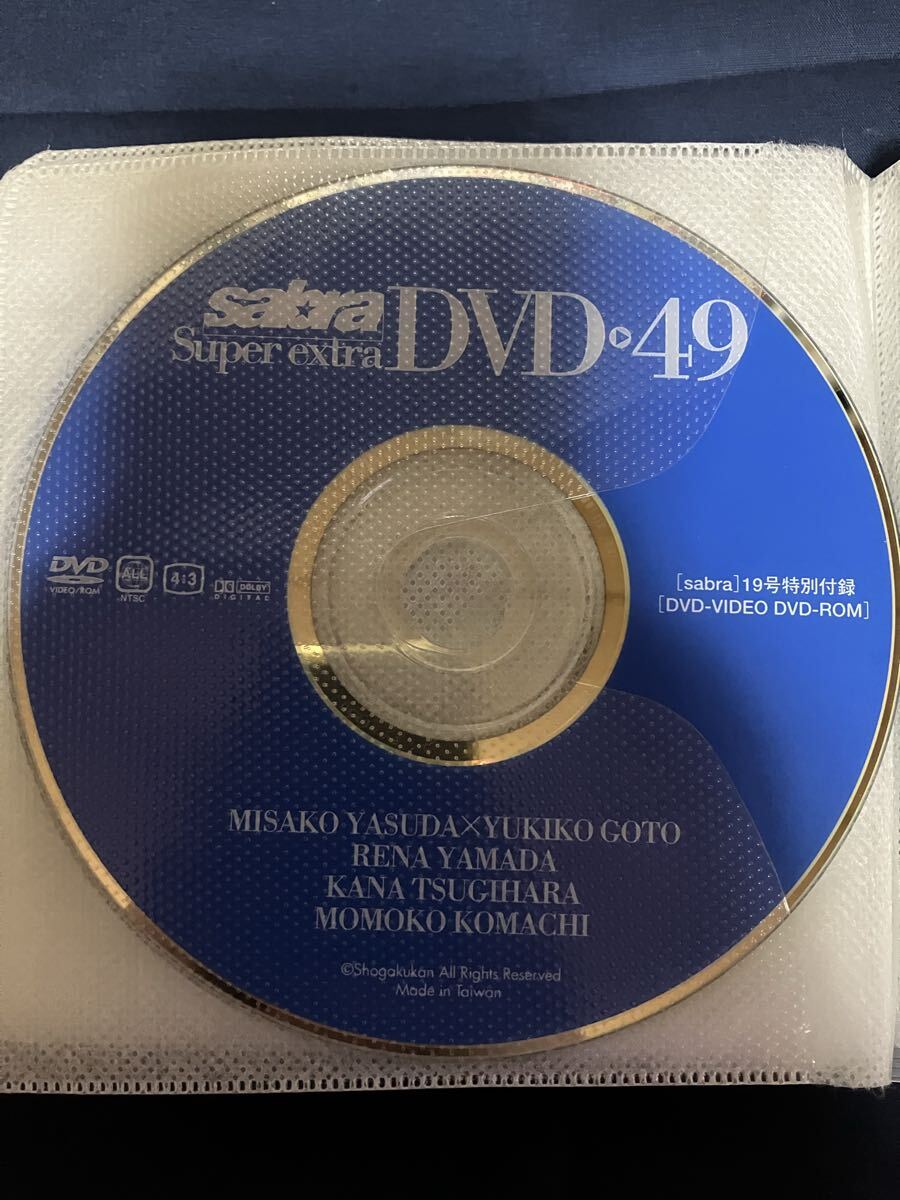 sabra
Super extra DVD 49
DVD
VIDEO/ROM
ALL
NTSC
4:3
DOLBY
DIGITAL
[sabra]19号特別付録
[DVD-VIDEO DVD-ROM]
MISAKO YASUDA×YUKIKO GOTO
RENA YAMADA
KANA TSUGIHARA
MOMOKO KOMACHI
©Shogakukan All Rights Reserved
Made in Taiwan